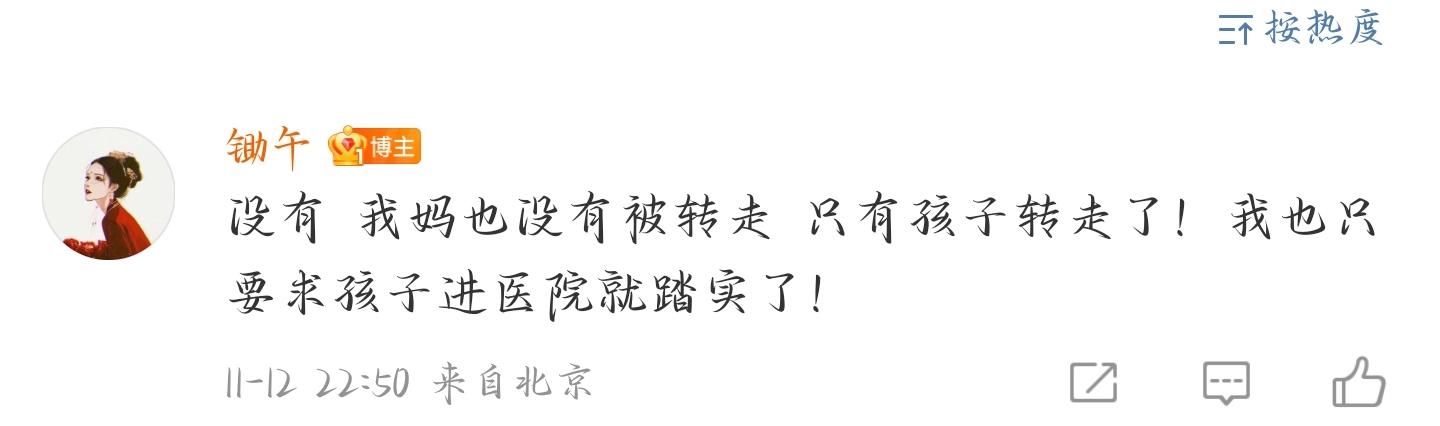 按热度
锄午 1 博主
没有 我妈也没有被转走 只有孩子转走了！我也只
要求孩子进医院就踏实了！
11-12 22:50 来自北京